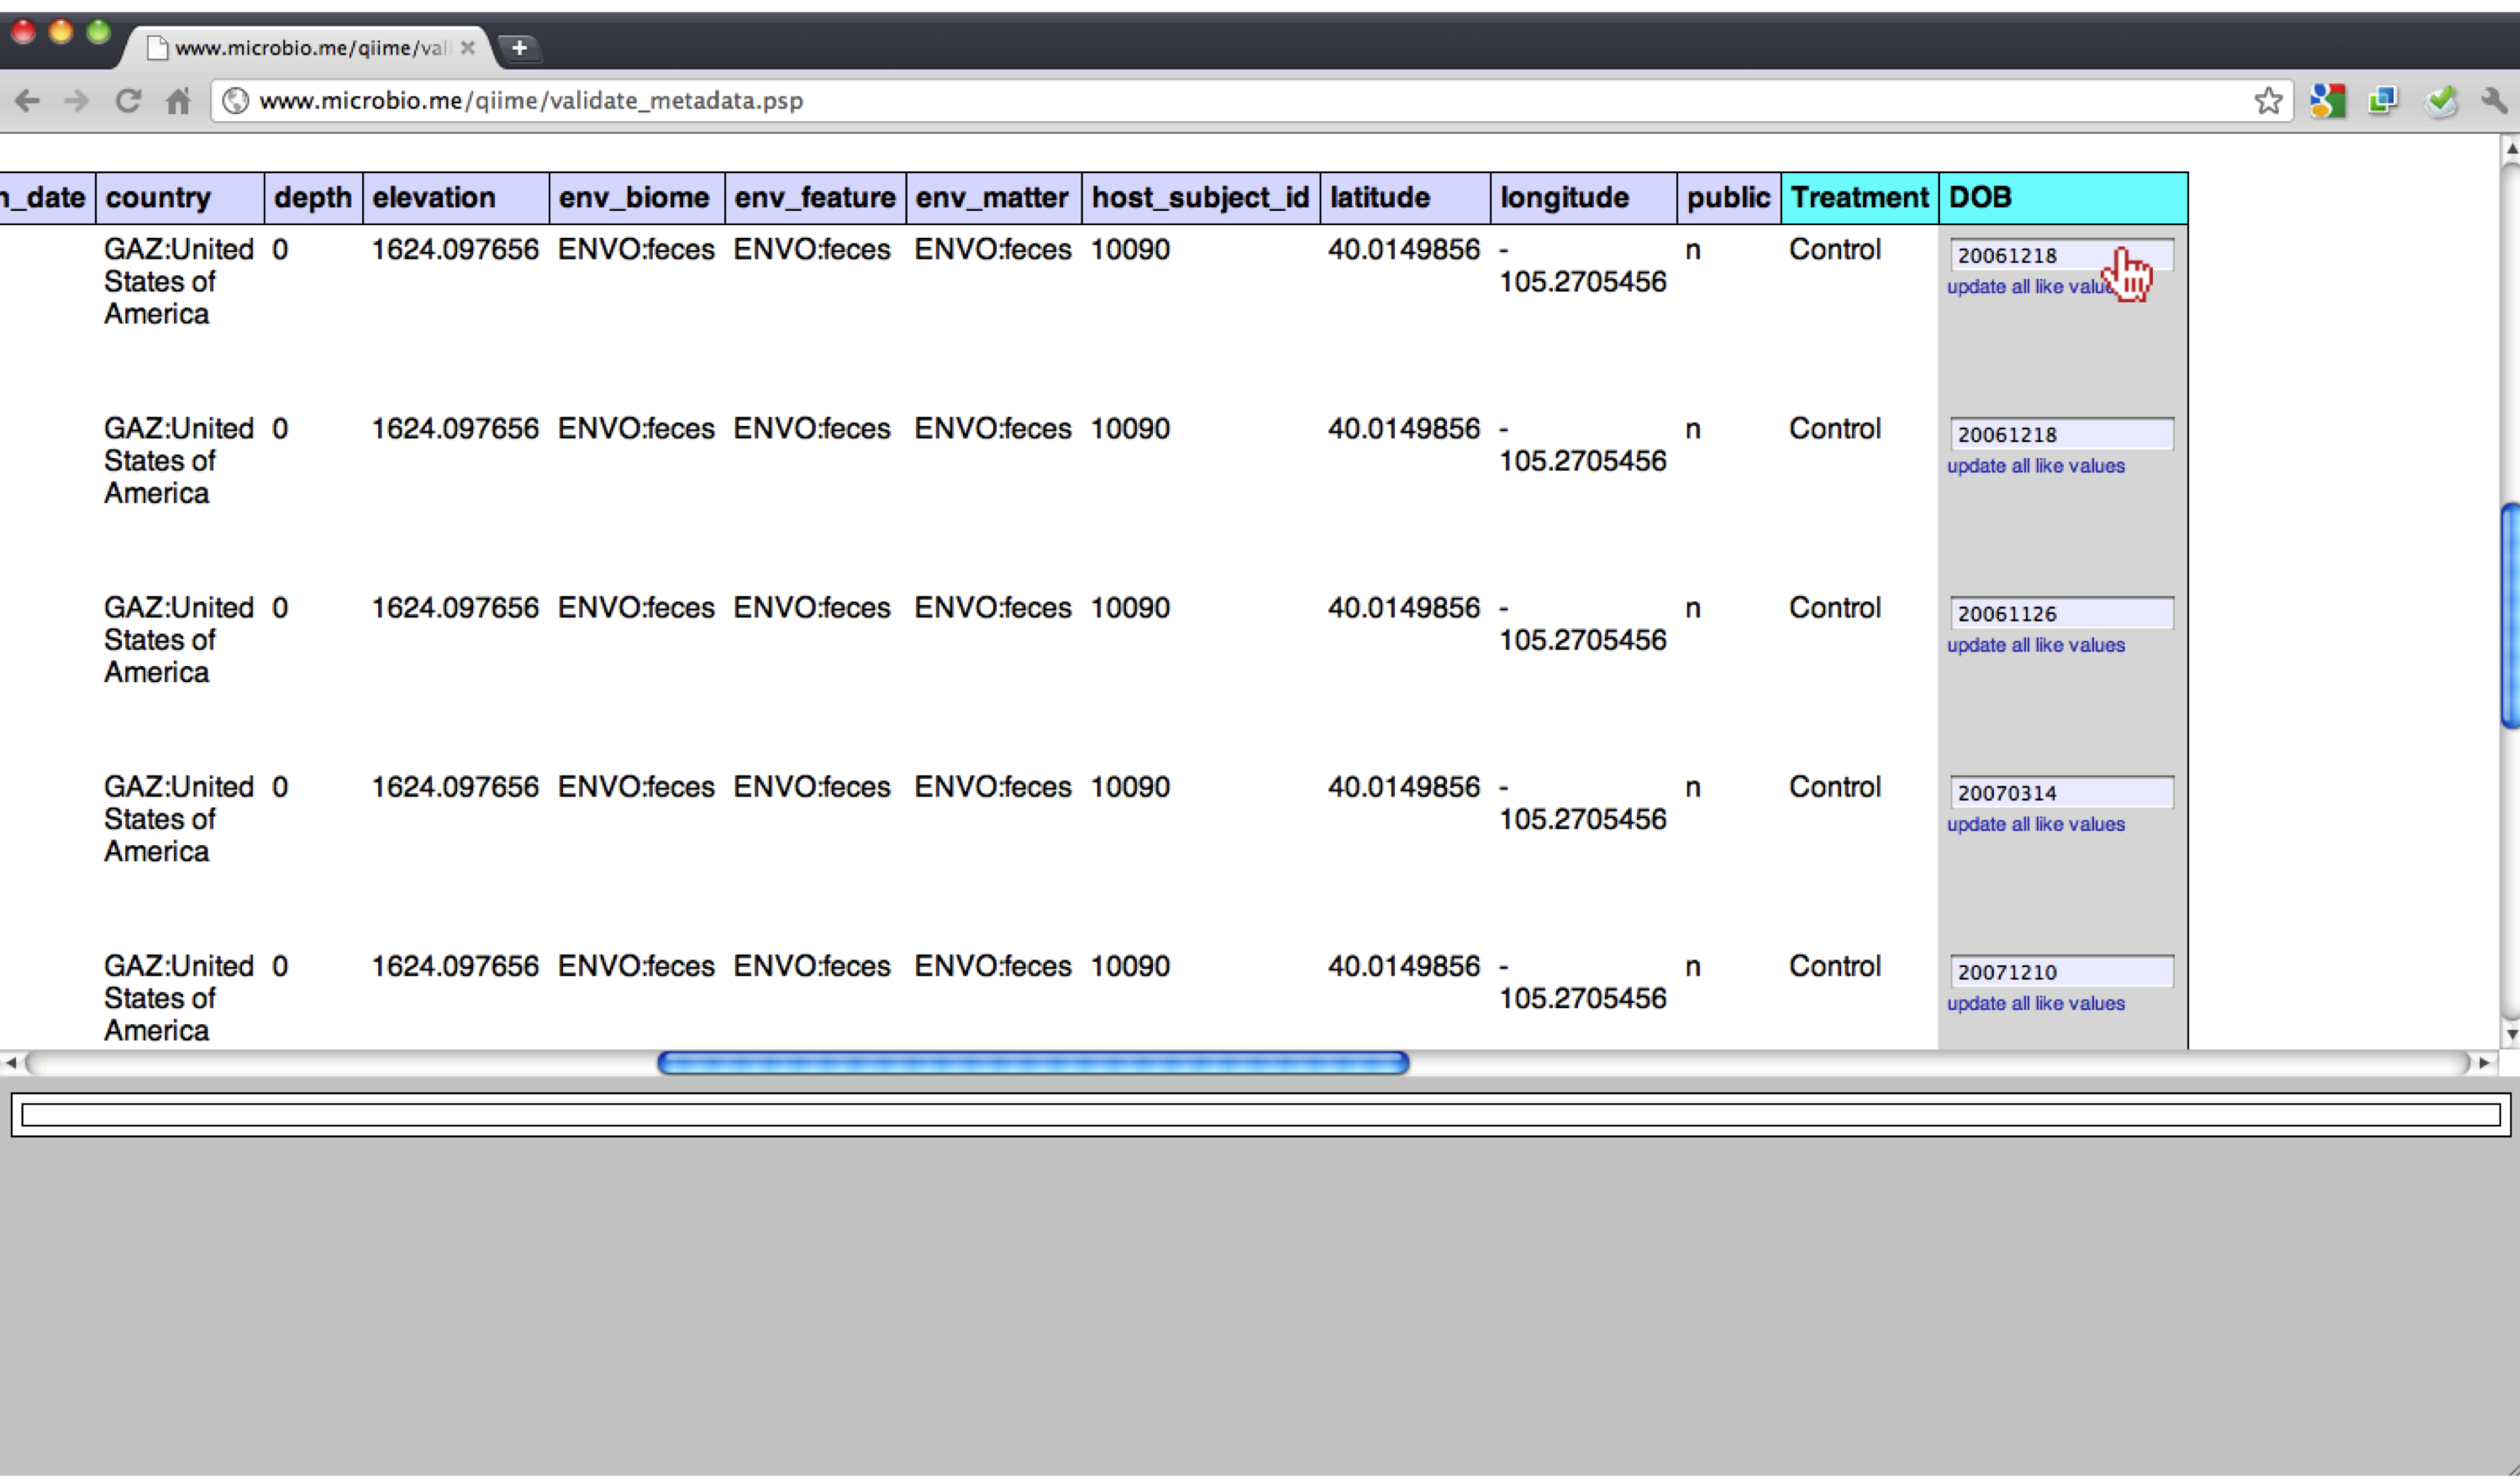 www.microbio.me/qiime/vali
www.microbio.me/qiime/validate_metadata.psp
n_date country depth elevation env_biome env_feature env_matter host_subject_id latitude longitude public Treatment DOB
GAZ:United 0 1624.097656 ENVO:feces ENVO:feces ENVO:feces 10090 40.0149856 - n Control 20061218
States of 105.2705456 update all like value
America
GAZ:United 0 1624.097656 ENVO:feces ENVO:feces ENVO:feces 10090 40.0149856 - n Control 20061218
States of 105.2705456 update all like values
America
GAZ:United 0 1624.097656 ENVO:feces ENVO:feces ENVO:feces 10090 40.0149856 - n Control 20061126
States of 105.2705456 update all like values
America
GAZ:United 0 1624.097656 ENVO:feces ENVO:feces ENVO:feces 10090 40.0149856 - n Control 20070314
States of 105.2705456 update all like values
America
GAZ:United 0 1624.097656 ENVO:feces ENVO:feces ENVO:feces 10090 40.0149856 - n Control 20071210
States of 105.2705456 update all like values
America